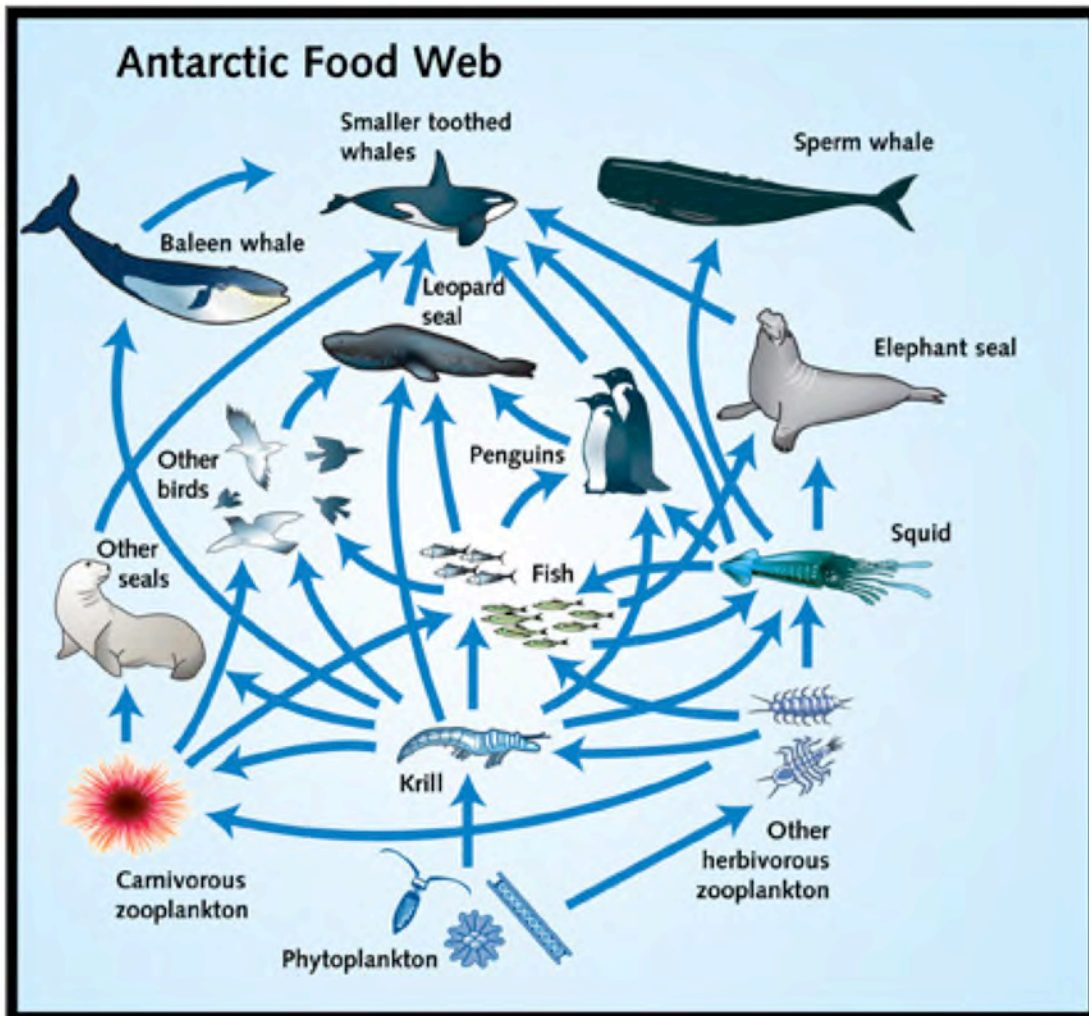 Antarctic Food Web
Smaller toothed
whales
Sperm whale
Baleen whale
Leopard
seal
Elephant seal
Other
birds
Penguins
Squid
Other
seals
Fish
Krill
Carnivorous
zooplankton
Other
herbivorous
zooplankton
Phytoplankton